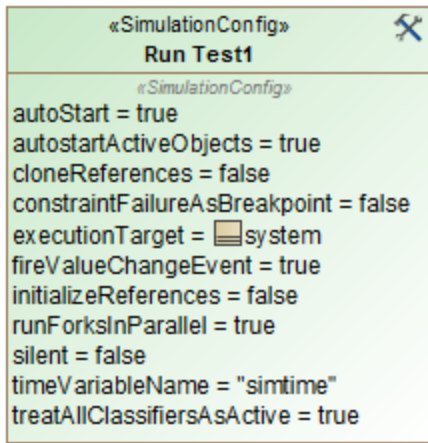 «SimulationConfig»
Run Test1
«SimulationConfig»
autoStart = true
autostartActiveObjects = true
cloneReferences = false
constraintFailureAsBreakpoint = false
executionTarget = system
fireValueChangeEvent = true
initializeReferences = false
runForksInParallel = true
silent = false
timeVariableName = "simtime"
treatAllClassifiersAsActive = true